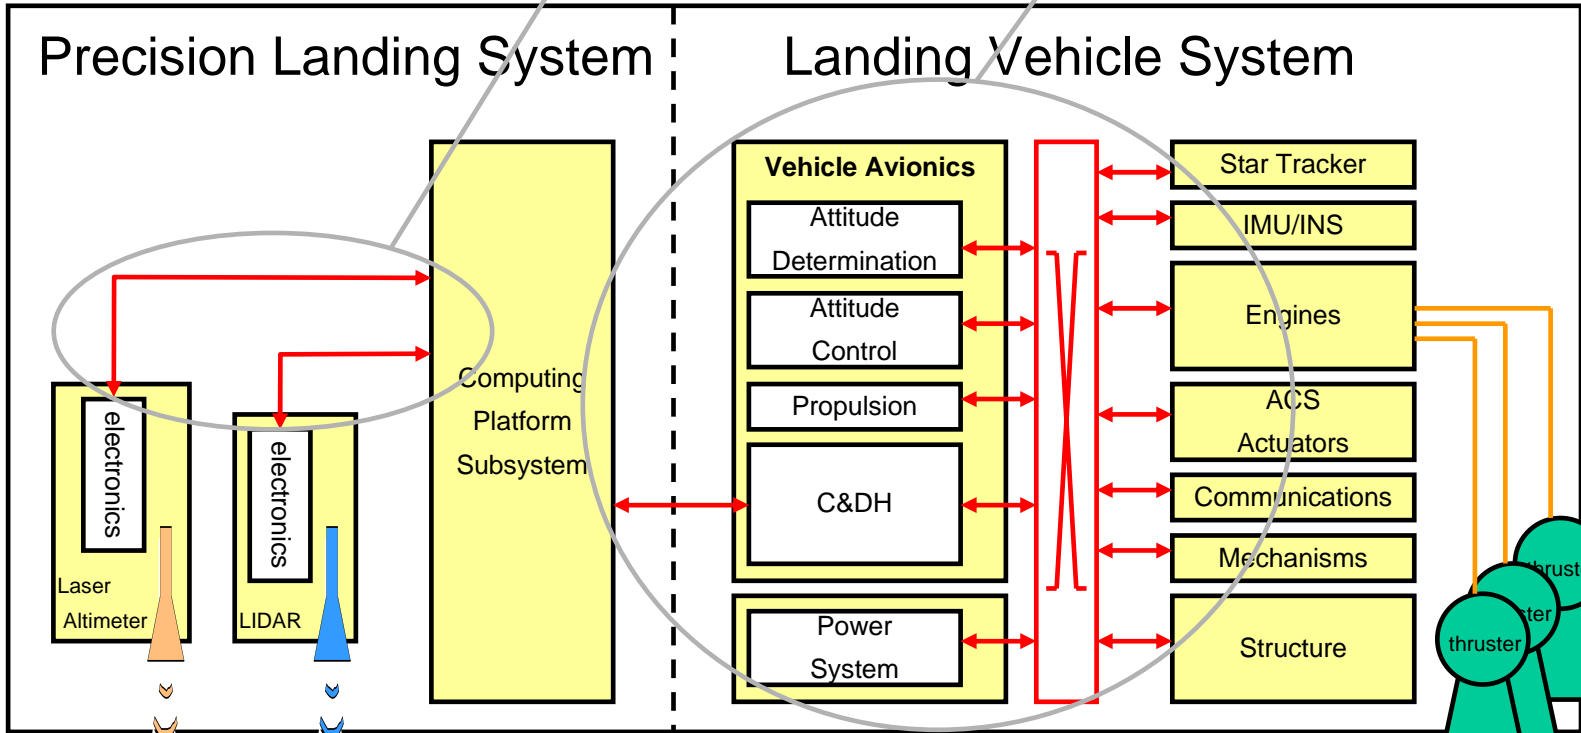 Precision Landing System
Landing Vehicle System
electronics
Laser
Altimeter
electronics
LIDAR
Computing
Platform
Subsystem
Vehicle Avionics
Attitude
Determination
Attitude
Control
Propulsion
C&DH
Power
System
Star Tracker
IMU/INS
Engines
ACS
Actuators
Communications
Mechanisms
Structure
thruster